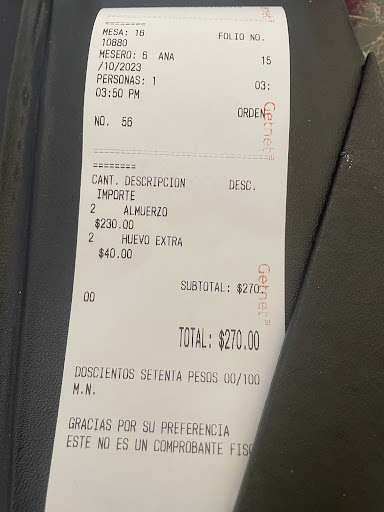 ========
MESA: 16 FOLIO NO.
10880
MESERO: 6 ANA 15
/10/2023
PERSONAS: 1 03:
03:50 PM
ORDEN
NO. 56
========
CANT. DESCRIPCION DESC.
IMPORTE
2 ALMUERZO
$230.00
2 HUEVO EXTRA
$40.00
SUBTOTAL: $270.
00
TOTAL: $270.00
DOSCIENTOS SETENTA PESOS 00/100
M.N.
GRACIAS POR SU PREFERENCIA
ESTE NO ES UN COMPROBANTE FISC
Getnet
Getnet
Getnet